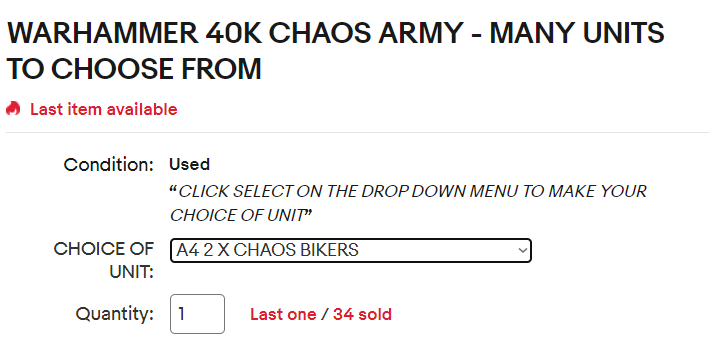 WARHAMMER 40K CHAOS ARMY - MANY UNITS
TO CHOOSE FROM
Last item available
Condition: Used
“CLICK SELECT ON THE DROP DOWN MENU TO MAKE YOUR
CHOICE OF UNIT”
CHOICE OF
UNIT:
A4 2 X CHAOS BIKERS
Quantity: 1 Last one / 34 sold